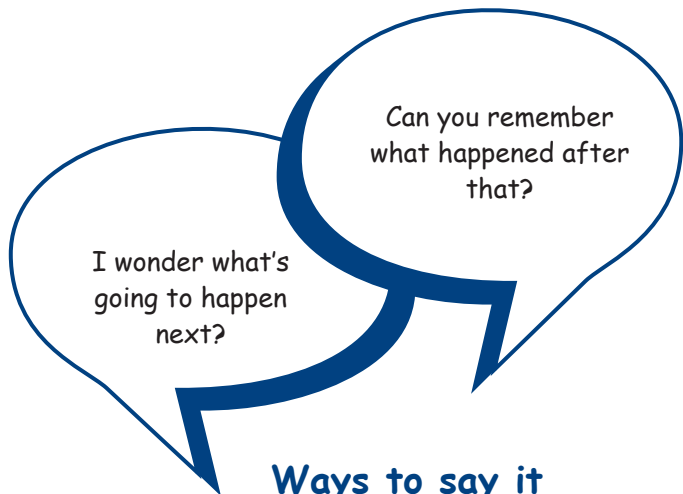 Can you remember
what happened after
that?
I wonder what's
going to happen
next?
Ways to say it